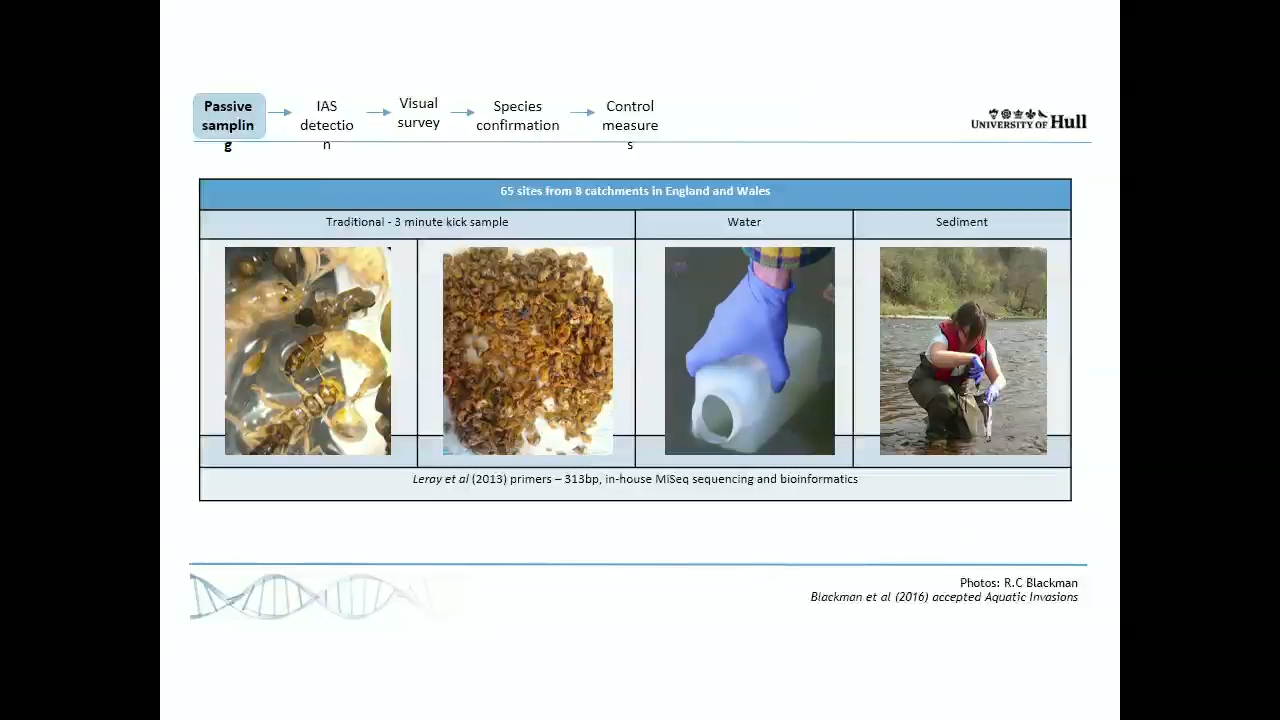 Passive
samplin
g
IAS
detectio
n
Visual
survey
Species
confirmation
Control
measure
s
UNIVERSITY OF Hull
65 sites from 8 catchments in England and Wales
Traditional - 3 minute kick sample
Water
Sediment
Leray et al (2013) primers – 313bp, in-house MiSeq sequencing and bioinformatics
Photos: R.C Blackman
Blackman et al (2016) accepted Aquatic Invasions